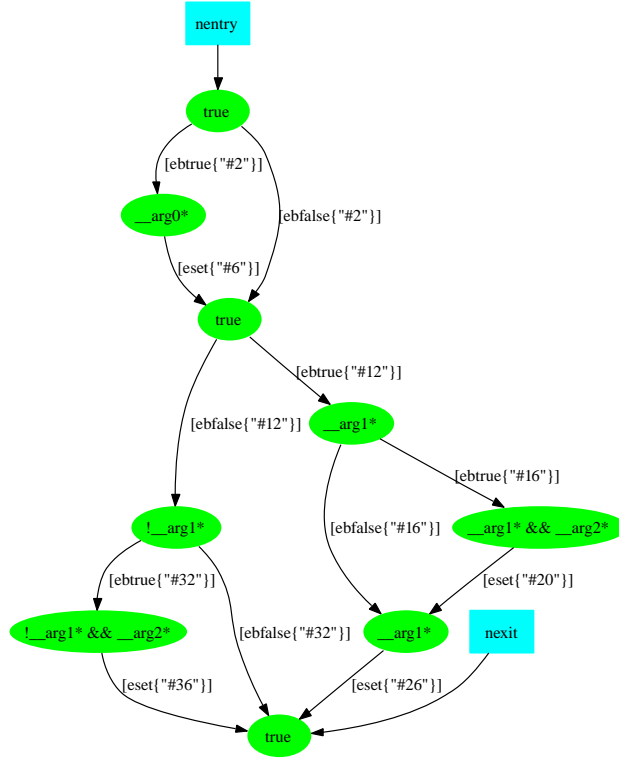 nentry
true
[ebtrue{"#2"}]
__arg0*
[ebfalse{"#2"}]
[eset{"#6"}]
true
[ebtrue{"#12"}]
[ebfalse{"#12"}]
__arg1*
[ebtrue{"#16"}]
!__arg1*
[ebfalse{"#16"}]
__arg1* && __arg2*
[ebtrue{"#32"}]
[eset{"#20"}]
!__arg1* && __arg2*
[ebfalse{"#32"}]
__arg1*
nexit
[eset{"#36"}]
[eset{"#26"}]
true